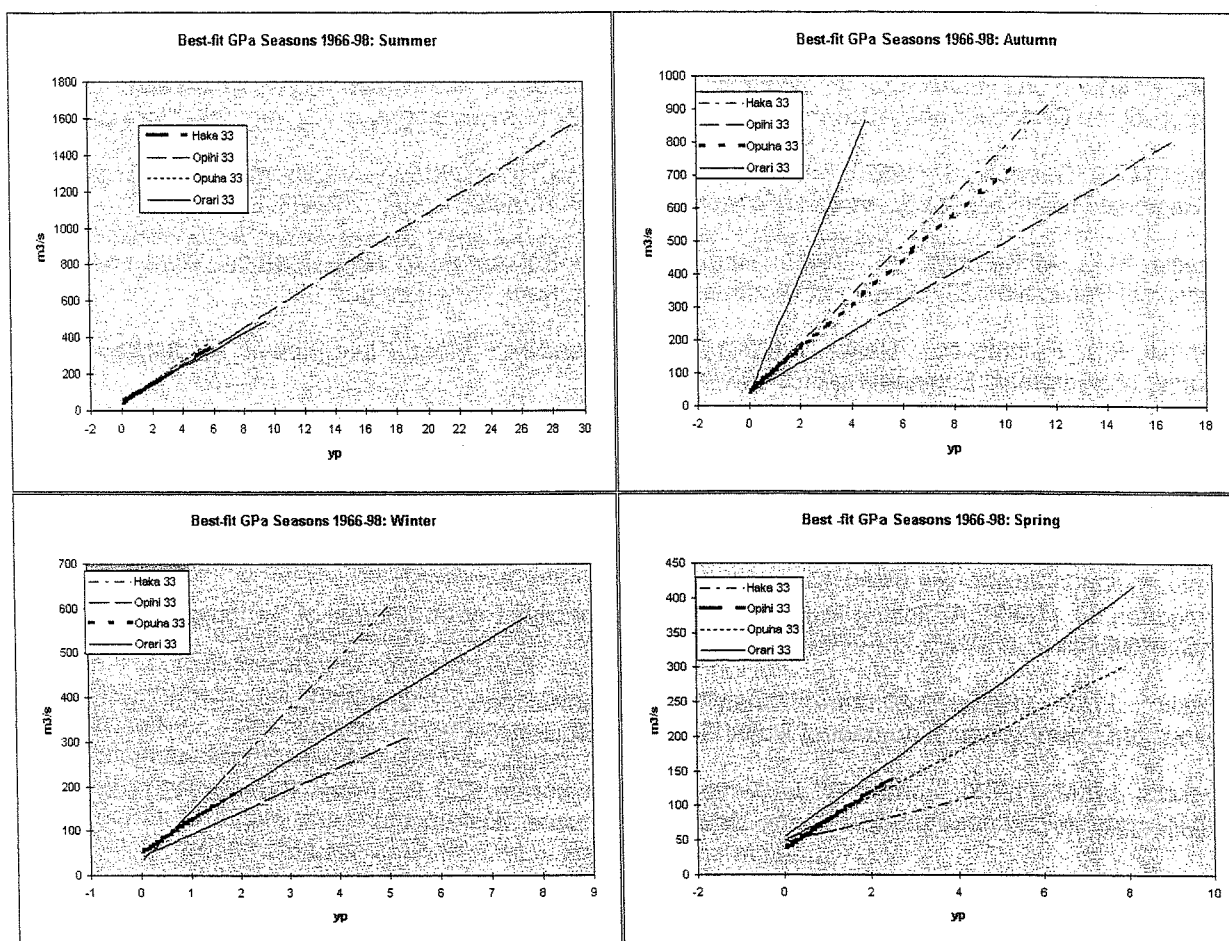 Best-fit GPa Seasons 1966-98: Summer
1800
1600
1400
1200
1000
800
600
400
200
0
m3/s
Haka 33
Opihi 33
Opuha 33
Orari 33
-2 0 2 4 6 8 10 12 14 16 18 20 22 24 26 28 30
yp
Best-fit GPa Seasons 1966-98: Autumn
1000
900
800
700
600
500
400
300
200
100
0
m3/s
Haka 33
Opihi 33
Opuha 33
Orari 33
-2 0 2 4 6 8 10 12 14 16 18
yp
Best-fit GPa Seasons 1966-98: Winter
700
600
500
400
300
200
100
0
m3/s
Haka 33
Opihi 33
Opuha 33
Orari 33
-1 0 1 2 3 4 5 6 7 8 9
yp
Best -fit GPa Seasons 1966-98: Spring
450
400
350
300
250
200
150
100
50
0
m3/s
Haka 33
Opihi 33
Opuha 33
Orari 33
-2 0 2 4 6 8 10
yp